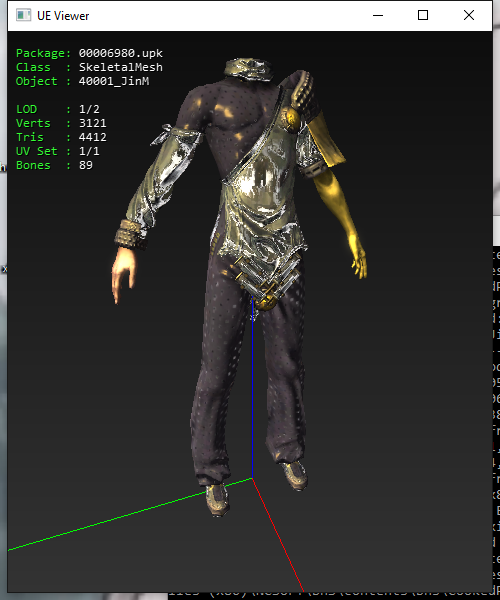 UE Viewer
Package: 00006980.upk
Class : SkeletalMesh
Object : 40001_JinM
LOD : 1/2
Verts : 3121
Tris : 4412
UV Set : 1/1
Bones : 89